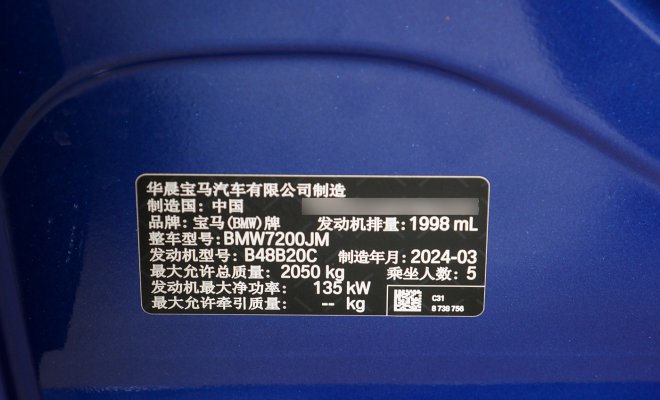 华晨宝马汽车有限公司制造
制造国: 中国
品牌: 宝马(BMW)牌 发动机排量: 1998 mL
整车型号: BMW7200JM
发动机型号: B48B20C 制造年月: 2024-03
最大允许总质量: 2050 kg 乘坐人数: 5
发动机最大净功率: 135 kW
最大允许牵引质量: -- kg
C31
8 738 756